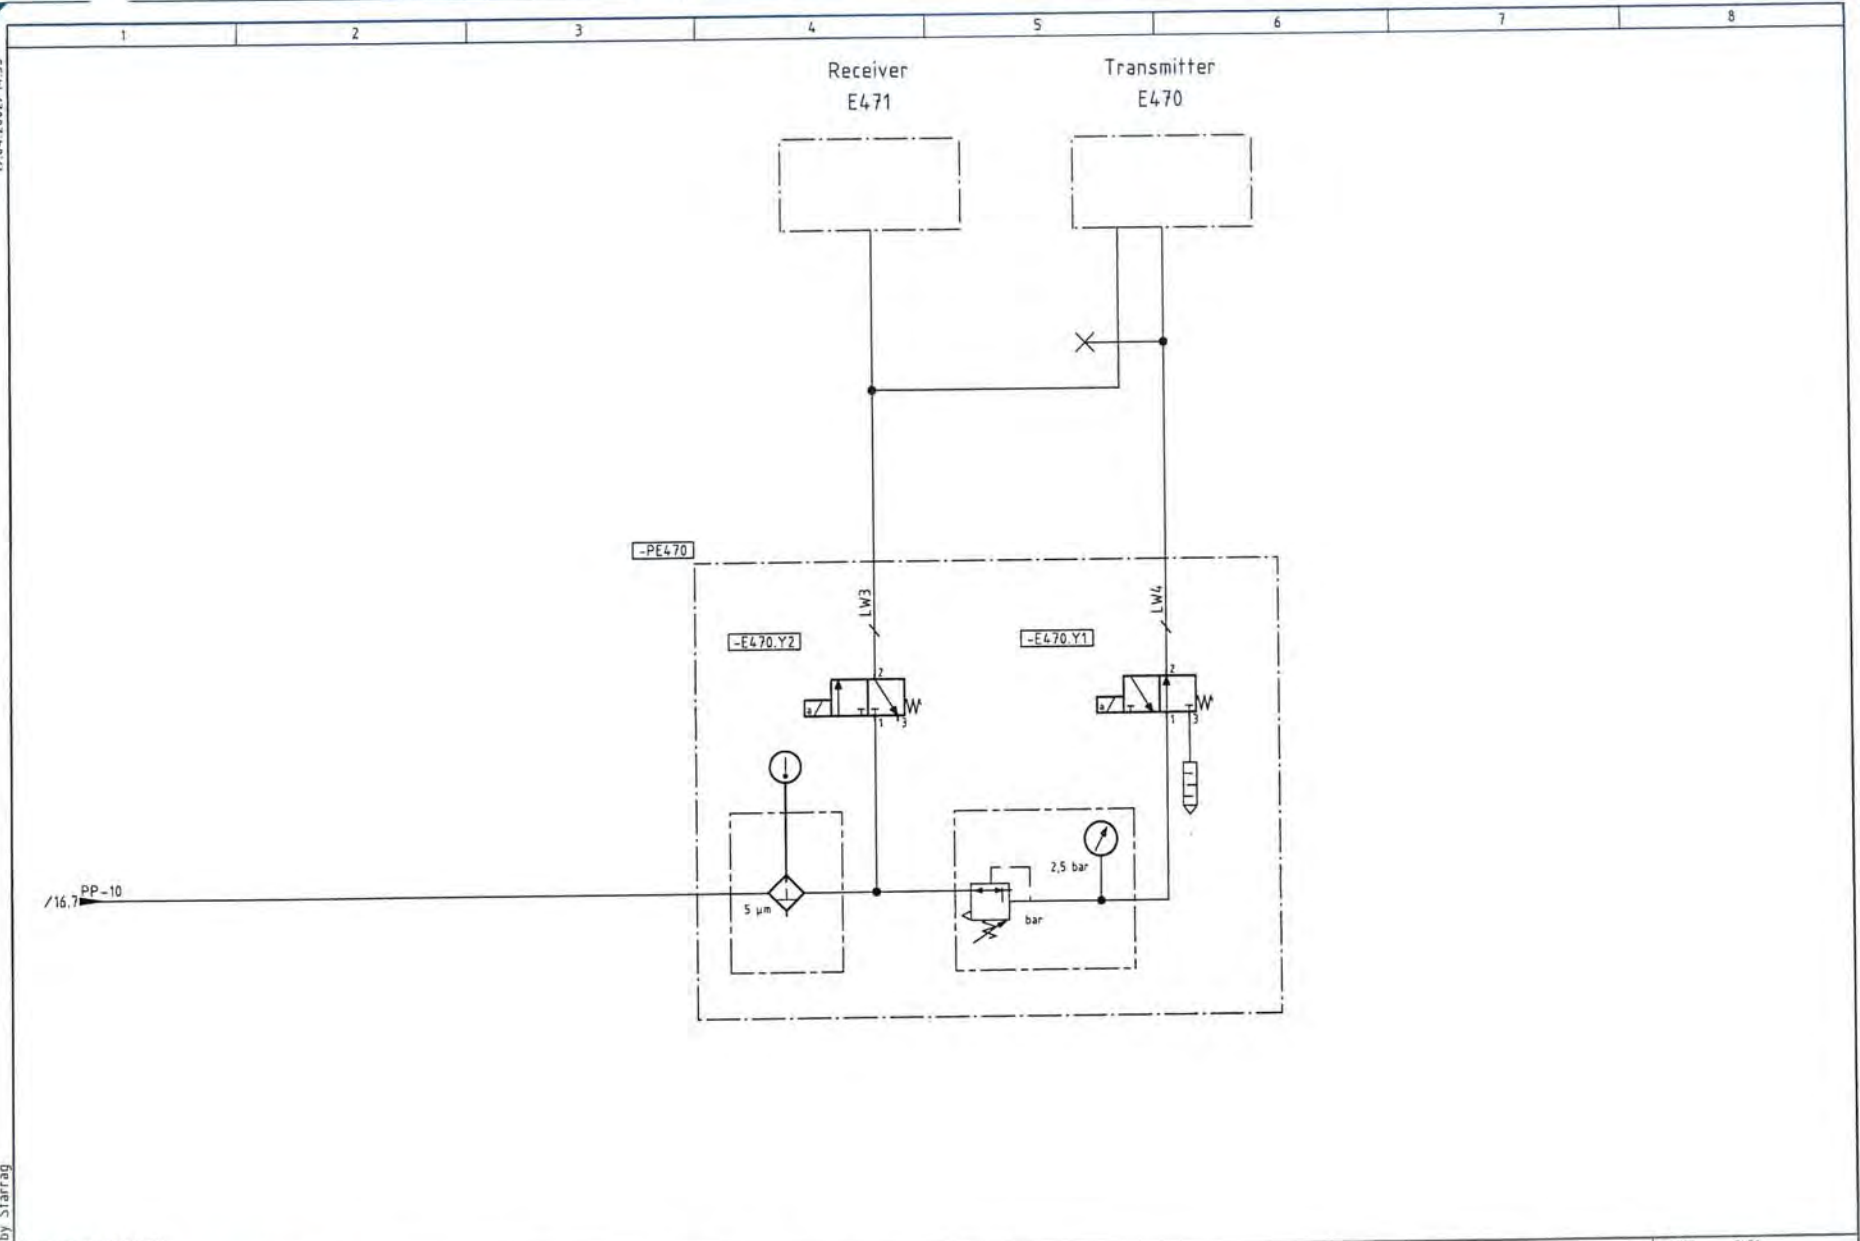 1 2 3 4 5 6 7 8
Receiver
E471
Transmitter
E470
-PE470
LW3
LW4
-E470.Y2
-E470.Y1
2
a
1
3
2
a
1
3
2,5 bar
/16.7 PP-10
5 µm
bar
by Starrag